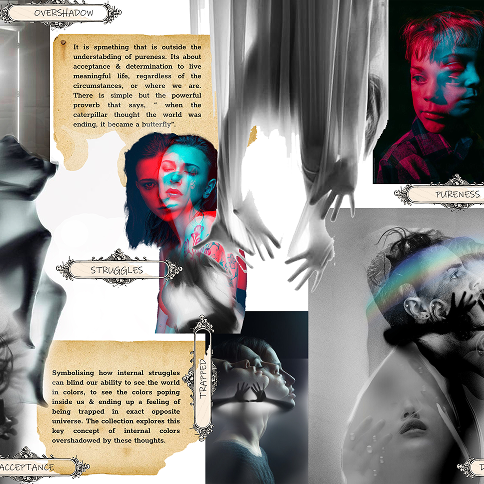 OVERSHADOW
It is spmething that is outside the
understabding of pureness. Its about
acceptance & determination to live
meaningful life, regardless of the
circumstances, or where we are.
There is simple but the powerful
proverb that says, " when the
caterpillar thought the world was
ending, it became a butterfly".
PURENESS
STRUGGLES
TRAPPED
Symbolising how internal struggles
can blind our ability to see the world
in colors, to see the colors poping
inside us & ending up a feeling of
being trapped in exact opposite
universe. The collection explores this
key concept of internal colors
overshadowed by these thoughts.
ACCEPTANCE